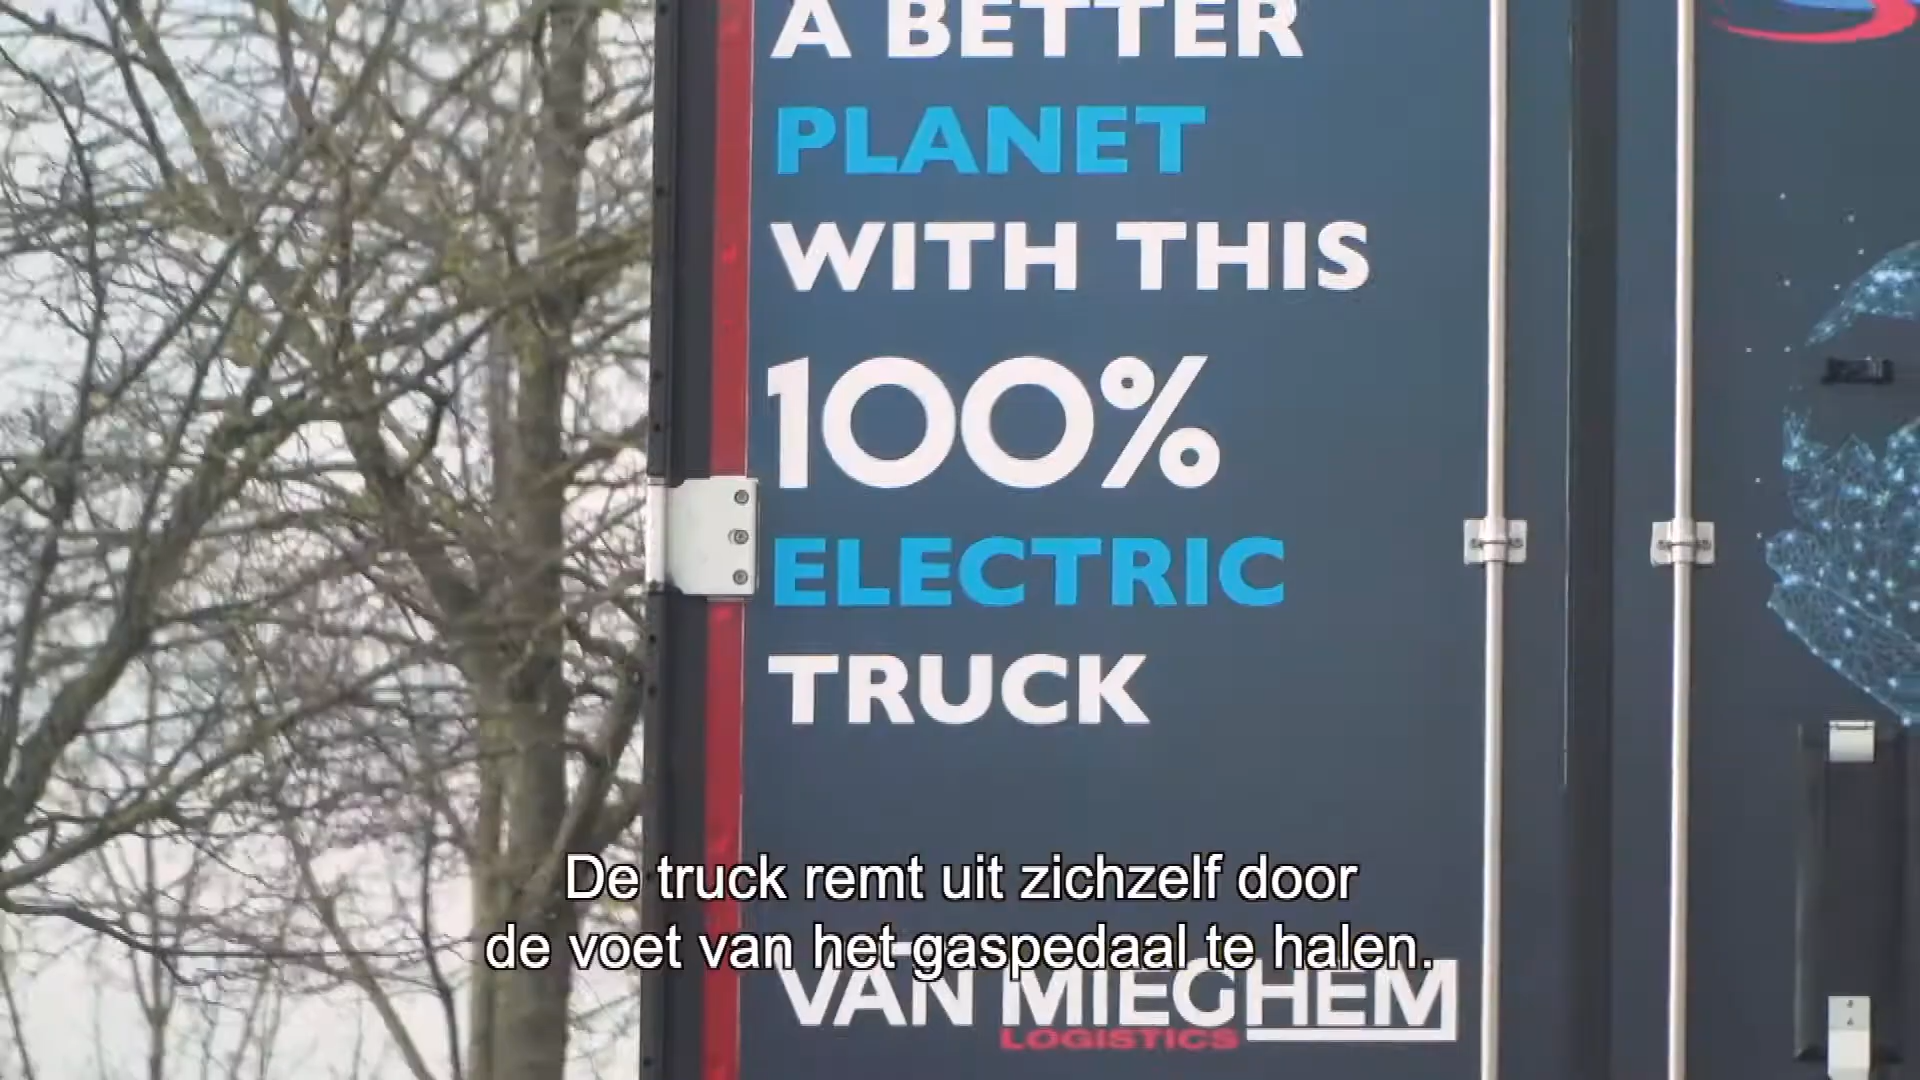 A BETTER
PLANET
WITH THIS
100%
ELECTRIC
TRUCK
De truck remt uit zichzelf door
de voet van het gaspedaal te halen.
VAN MIEGHEM
LOGISTICS